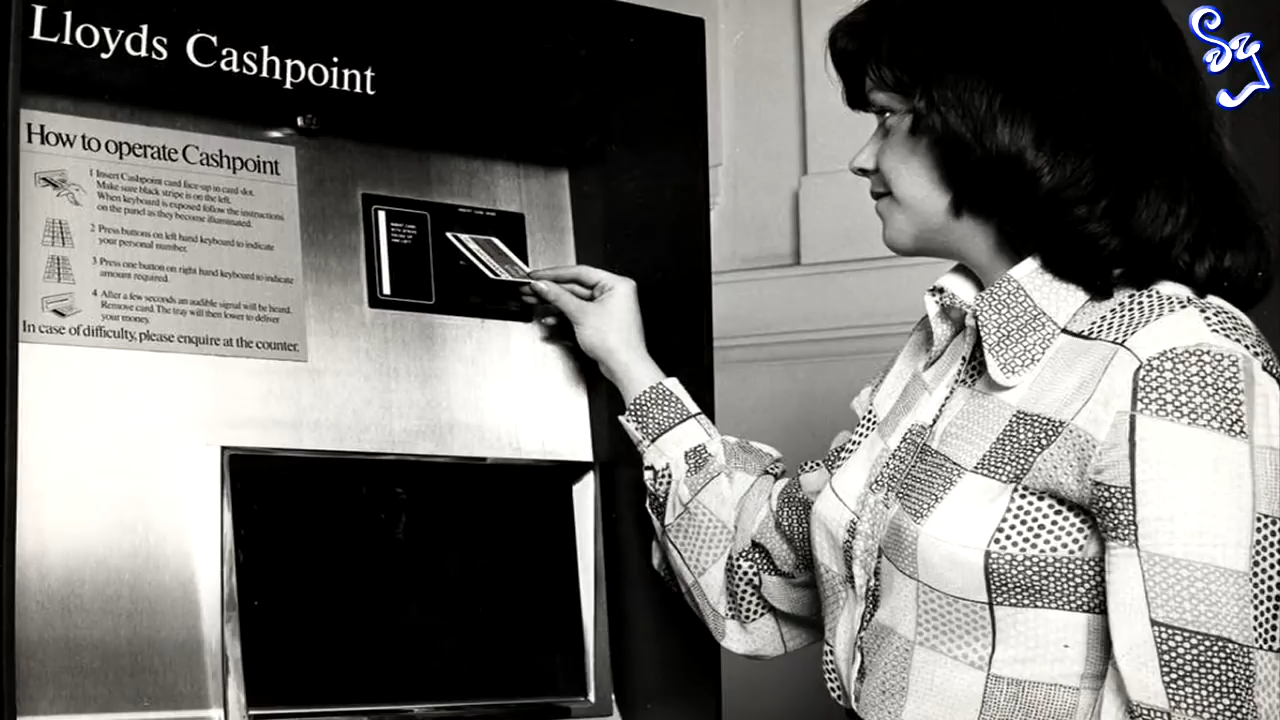 Lloyds Cashpoint
How to operate Cashpoint
1 Insert Cashpoint card face-up in card slot.
Make sure black stripe is on the left.
When keyboard is exposed follow the instructions
on the panel as they become illuminated.
2 Press buttons on left hand keyboard to indicate
your personal number.
3 Press one button on right hand keyboard to indicate
amount required.
4 After a few seconds an audible signal will be heard.
Remove card. The tray will then lower to deliver
your money.
In case of difficulty, please enquire at the counter.
INSERT CARD